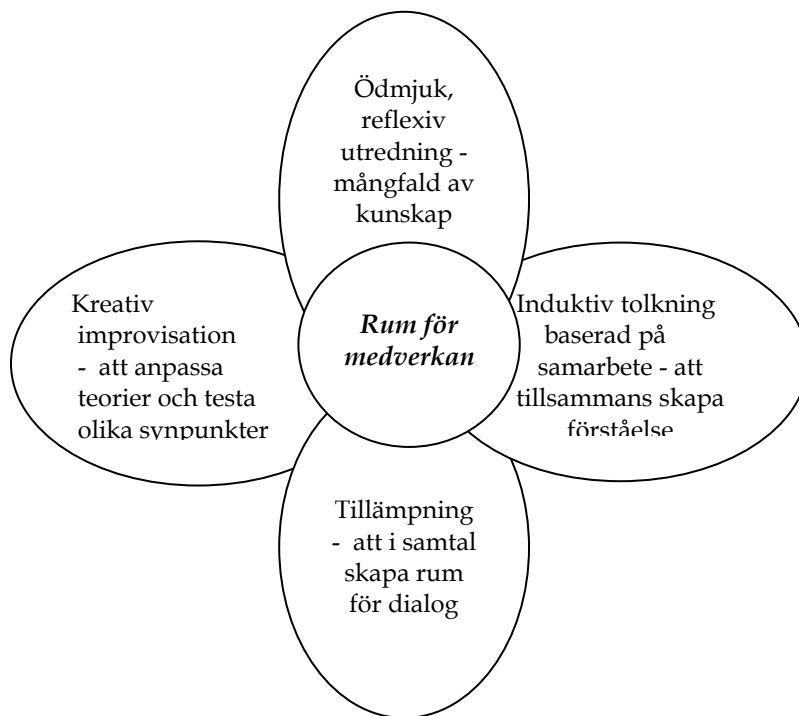 Ödmjuk,
reflexiv
utredning -
mångfald av
kunskap
Kreativ
improvisation
- att anpassa
teorier och testa
olika synpunkter
Rum för
medverkan
Induktiv tolkning
baserad på
samarbete - att
tillsammans skapa
förståelse
Tillämpning
- att i samtal
skapa rum
för dialog